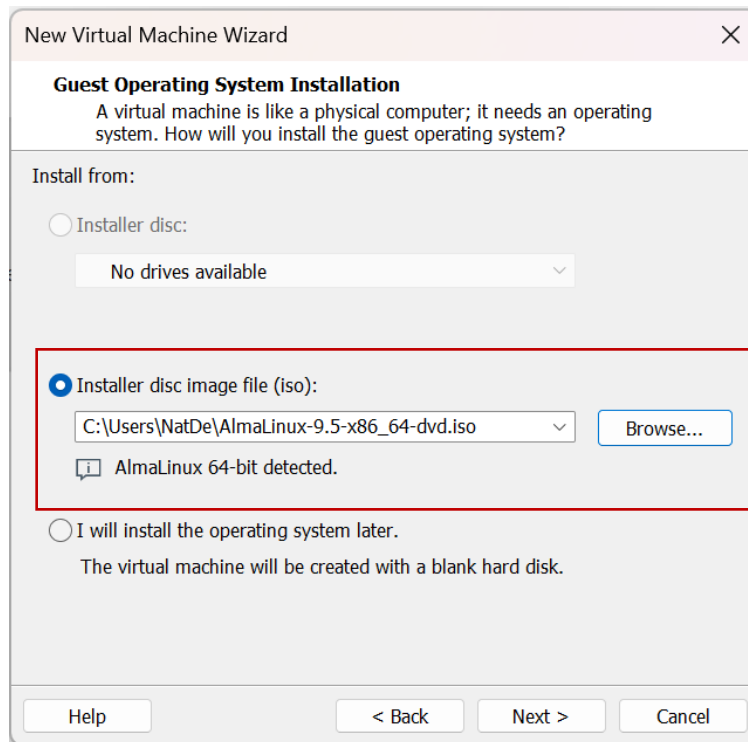 New Virtual Machine Wizard
Guest Operating System Installation
A virtual machine is like a physical computer; it needs an operating
system. How will you install the guest operating system?
Install from:
Installer disc:
No drives available
Installer disc image file (iso):
C:\Users\NatDe\AlmaLinux-9.5-x86_64-dvd.iso
Browse...
AlmaLinux 64-bit detected.
I will install the operating system later.
The virtual machine will be created with a blank hard disk.
Help
< Back
Next >
Cancel